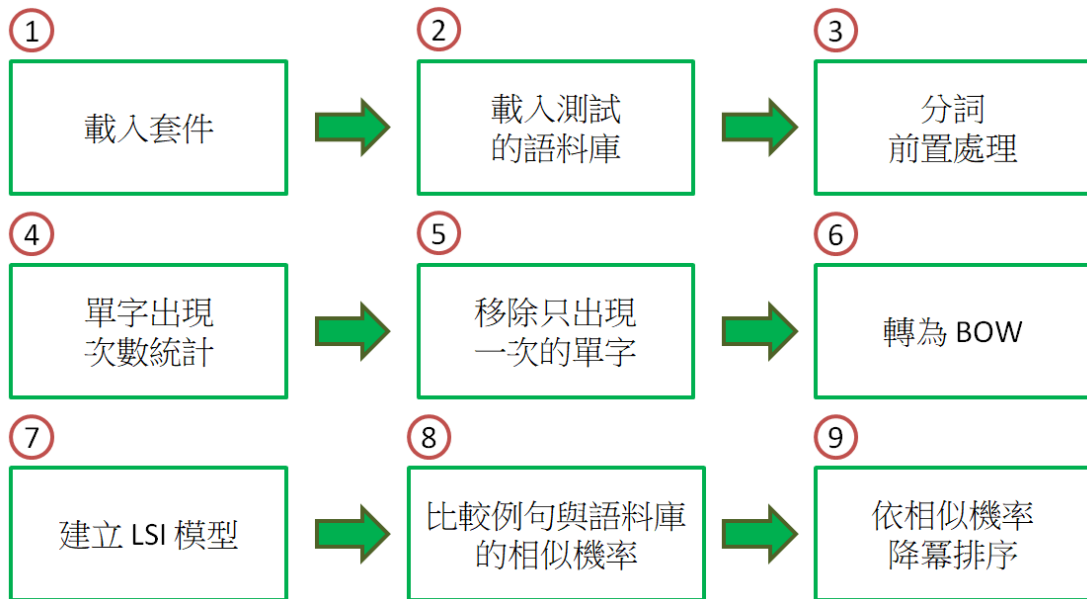 ①
載入套件
②
載入測試
的語料庫
③
分詞
前置處理
④
單字出現
次數統計
⑤
移除只出現
一次的單字
⑥
轉為 BOW
⑦
建立 LSI 模型
⑧
比較例句與語料庫
的相似機率
⑨
依相似機率
降冪排序